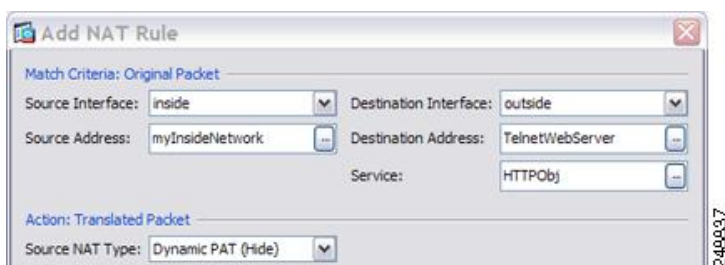 Add NAT Rule
Match Criteria: Original Packet
Source Interface: inside Destination Interface: outside
Source Address: myInsideNetwork ... Destination Address: TelnetWebServer ...
Service: HTTPObj ...
Action: Translated Packet
Source NAT Type: Dynamic PAT (Hide)
248837